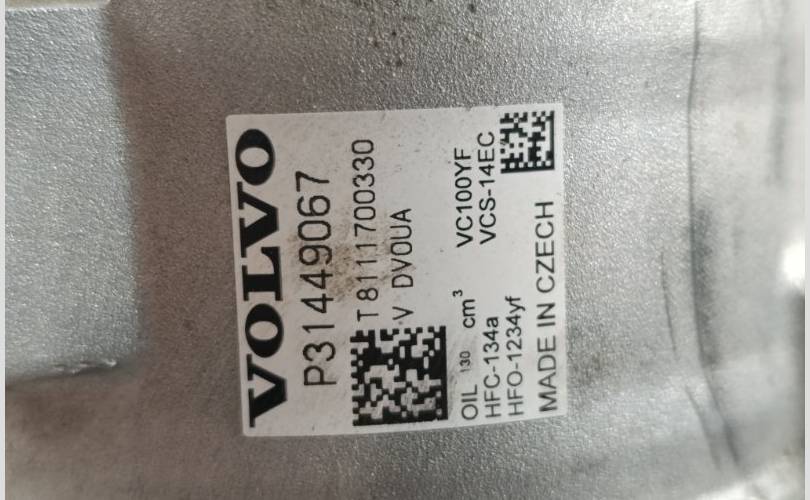 VOLVO
P31449067
T 8111700330
V DV0UA
OIL 130 cm³ VC100YF
HFC-134a VCS-14EC
HFO-1234yf
MADE IN CZECH